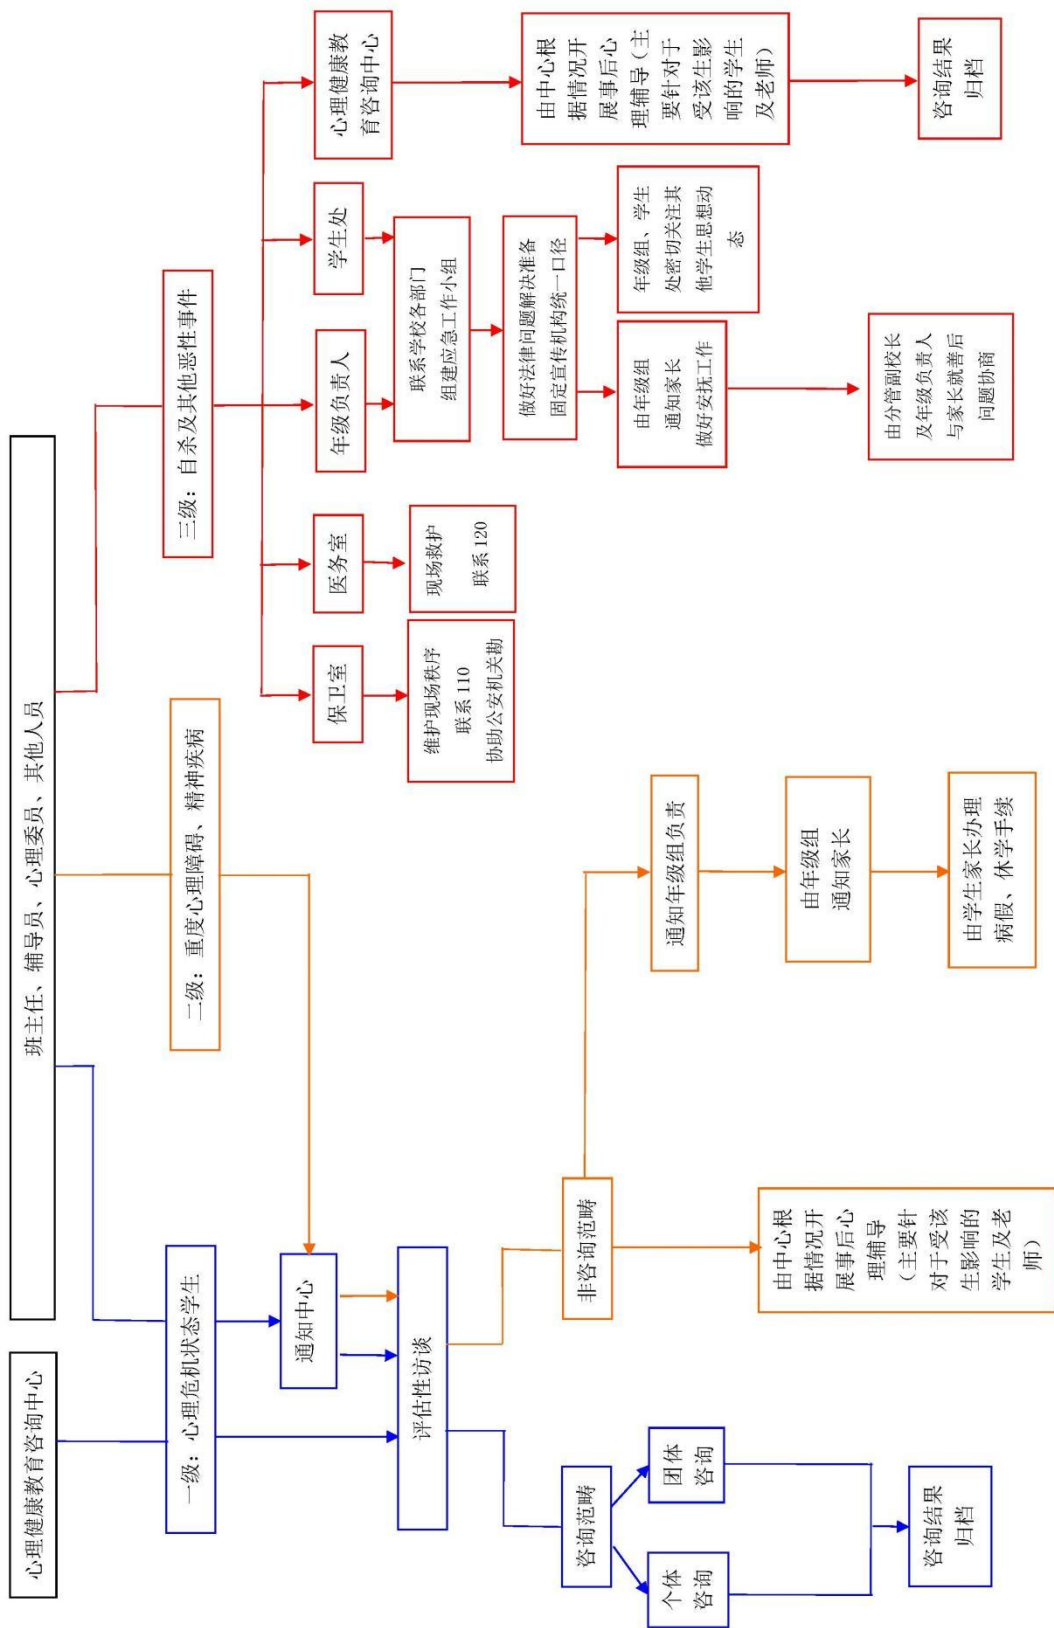 心理健康教育咨询中心
班主任、辅导员、心理委员、其他人员
一级：心理危机状态学生
二级：重度心理障碍、精神疾病
三级：自杀及其他恶性事件
通知中心
保卫室
医务室
年级负责人
学生处
心理健康教
育咨询中心
评估性访谈
维护现场秩序
联系 110
协助公安机关勘
现场救护
联系 120
联系学校各部门
组建应急工作小组
由中心根
据情况开
展事后心
理辅导（主
要针对于
受该生影
响的学生
及老师）
做好法律问题解决准备
固定宣传机构统一口径
咨询范畴
非咨询范畴
个体
咨询
团体
咨询
通知年级组负责
由年级组
通知家长
做好安抚工作
年级组、学生
处密切关注其
他学生思想动
态
由中心根
据情况开
展事后心
理辅导
（主要针
对于受该
生影响的
学生及老
师）
由年级组
通知家长
由分管副校长
及年级负责人
与家长就善后
问题协商
咨询结果
归档
由学生家长办理
病假、休学手续
咨询结果
归档